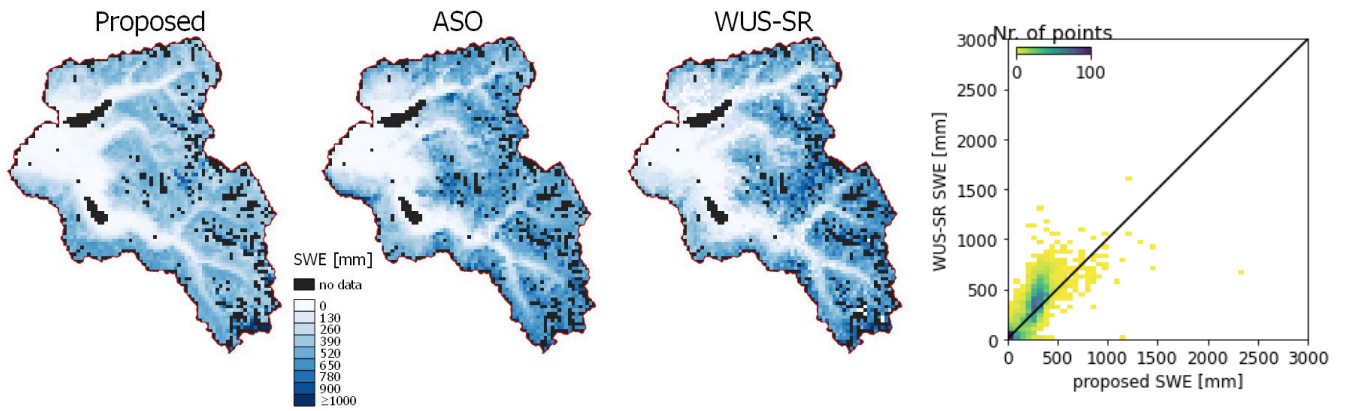 Proposed
ASO
WUS-SR
SWE [mm]
no data
0
130
260
390
520
650
780
900
≥1000
Nr. of points
0 100
3000
2500
2000
1500
1000
500
0
WUS-SR SWE [mm]
0 500 1000 1500 2000 2500 3000
proposed SWE [mm]